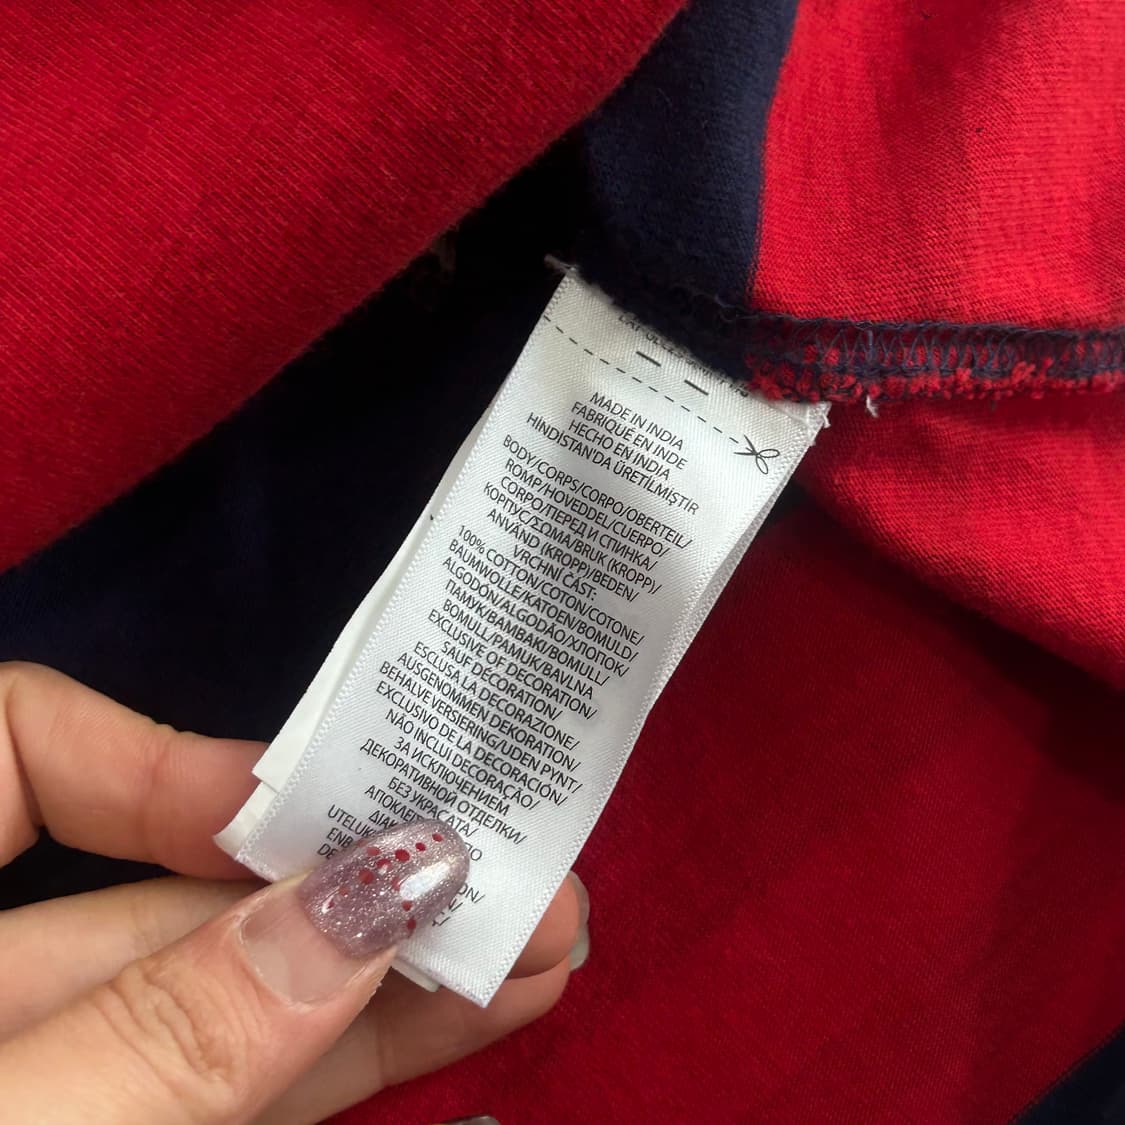 MADE IN INDIA
FABRIQUÉ EN INDE
HECHO EN INDIA
HİNDİSTAN'DA ÜRETİLMİŞTİR
BODY/CORPS/CORPO/OBERTEIL/
ROMP/HOVEDDEL/CUERPO/
CORPO/ПЕРЕД И СПИНКА/
КОРПУС/ΣΩΜΑ/BRUK (KROPP)/
ANVÄND (KROPP)/BEDEN/
VRCHNÍ ČÁST:
100% COTTON/COTON/COTONE/
BAUMWOLLE/KATOEN/BOMULD/
ALGODÓN/ALGODÃO/ХЛОПОК/
ПАМУК/ΒΑΜΒΑΚΙ/BOMULL/
BOMULL/PAMUK/BAVLNA
EXCLUSIVE OF DECORATION/
SAUF DÉCORATION/
ESCLUSA LA DECORAZIONE/
AUSGENOMMEN DEKORATION/
BEHALVE VERSIERING/UDEN PYNT/
EXCLUSIVO DE LA DECORACIÓN/
NÃO INCLUI DECORAÇÃO/
ЗА ИСКЛЮЧЕНИЕМ
ДЕКОРАТИВНОЙ ОТДЕЛКИ/
БЕЗ УКРАСАТА/